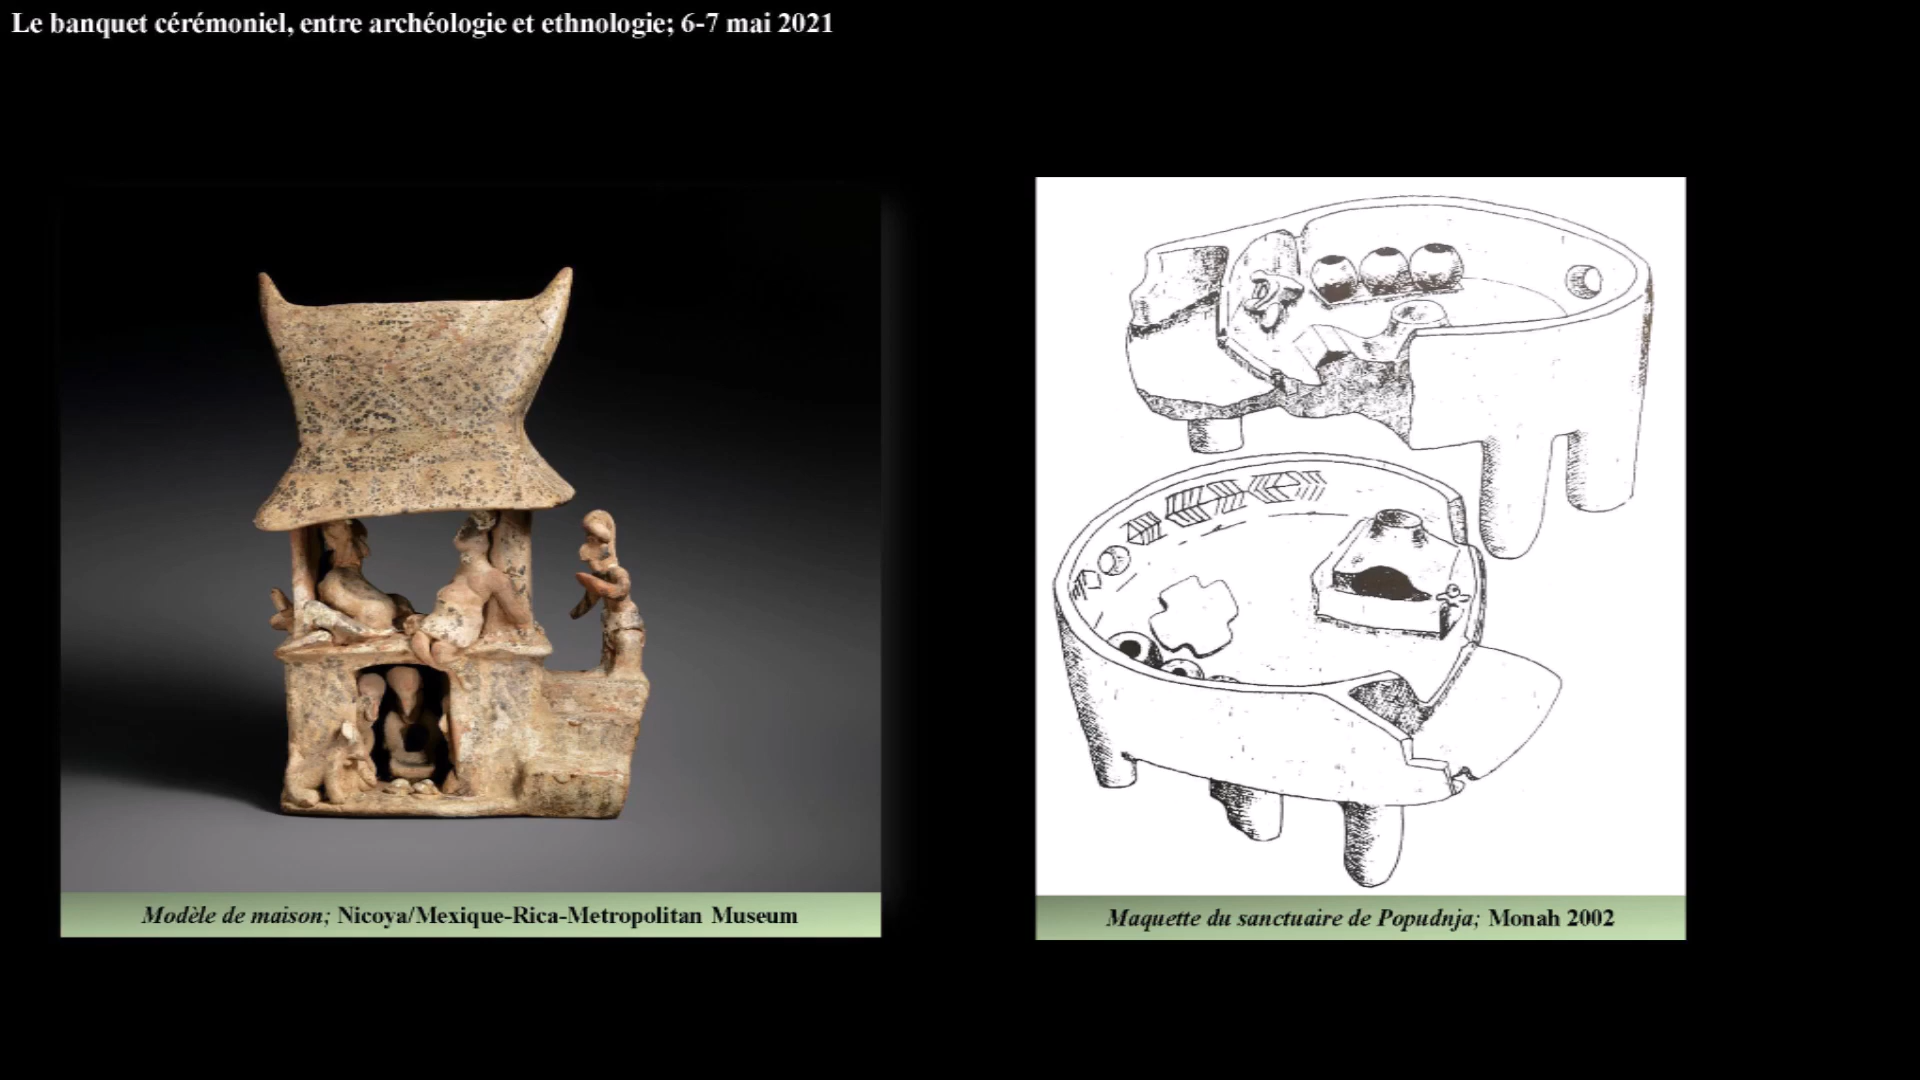 Le banquet cérémoniel, entre archéologie et ethnologie; 6-7 mai 2021
Modèle de maison; Nicoya/Mexique-Rica-Metropolitan Museum
Maquette du sanctuaire de Popudnja; Monah 2002